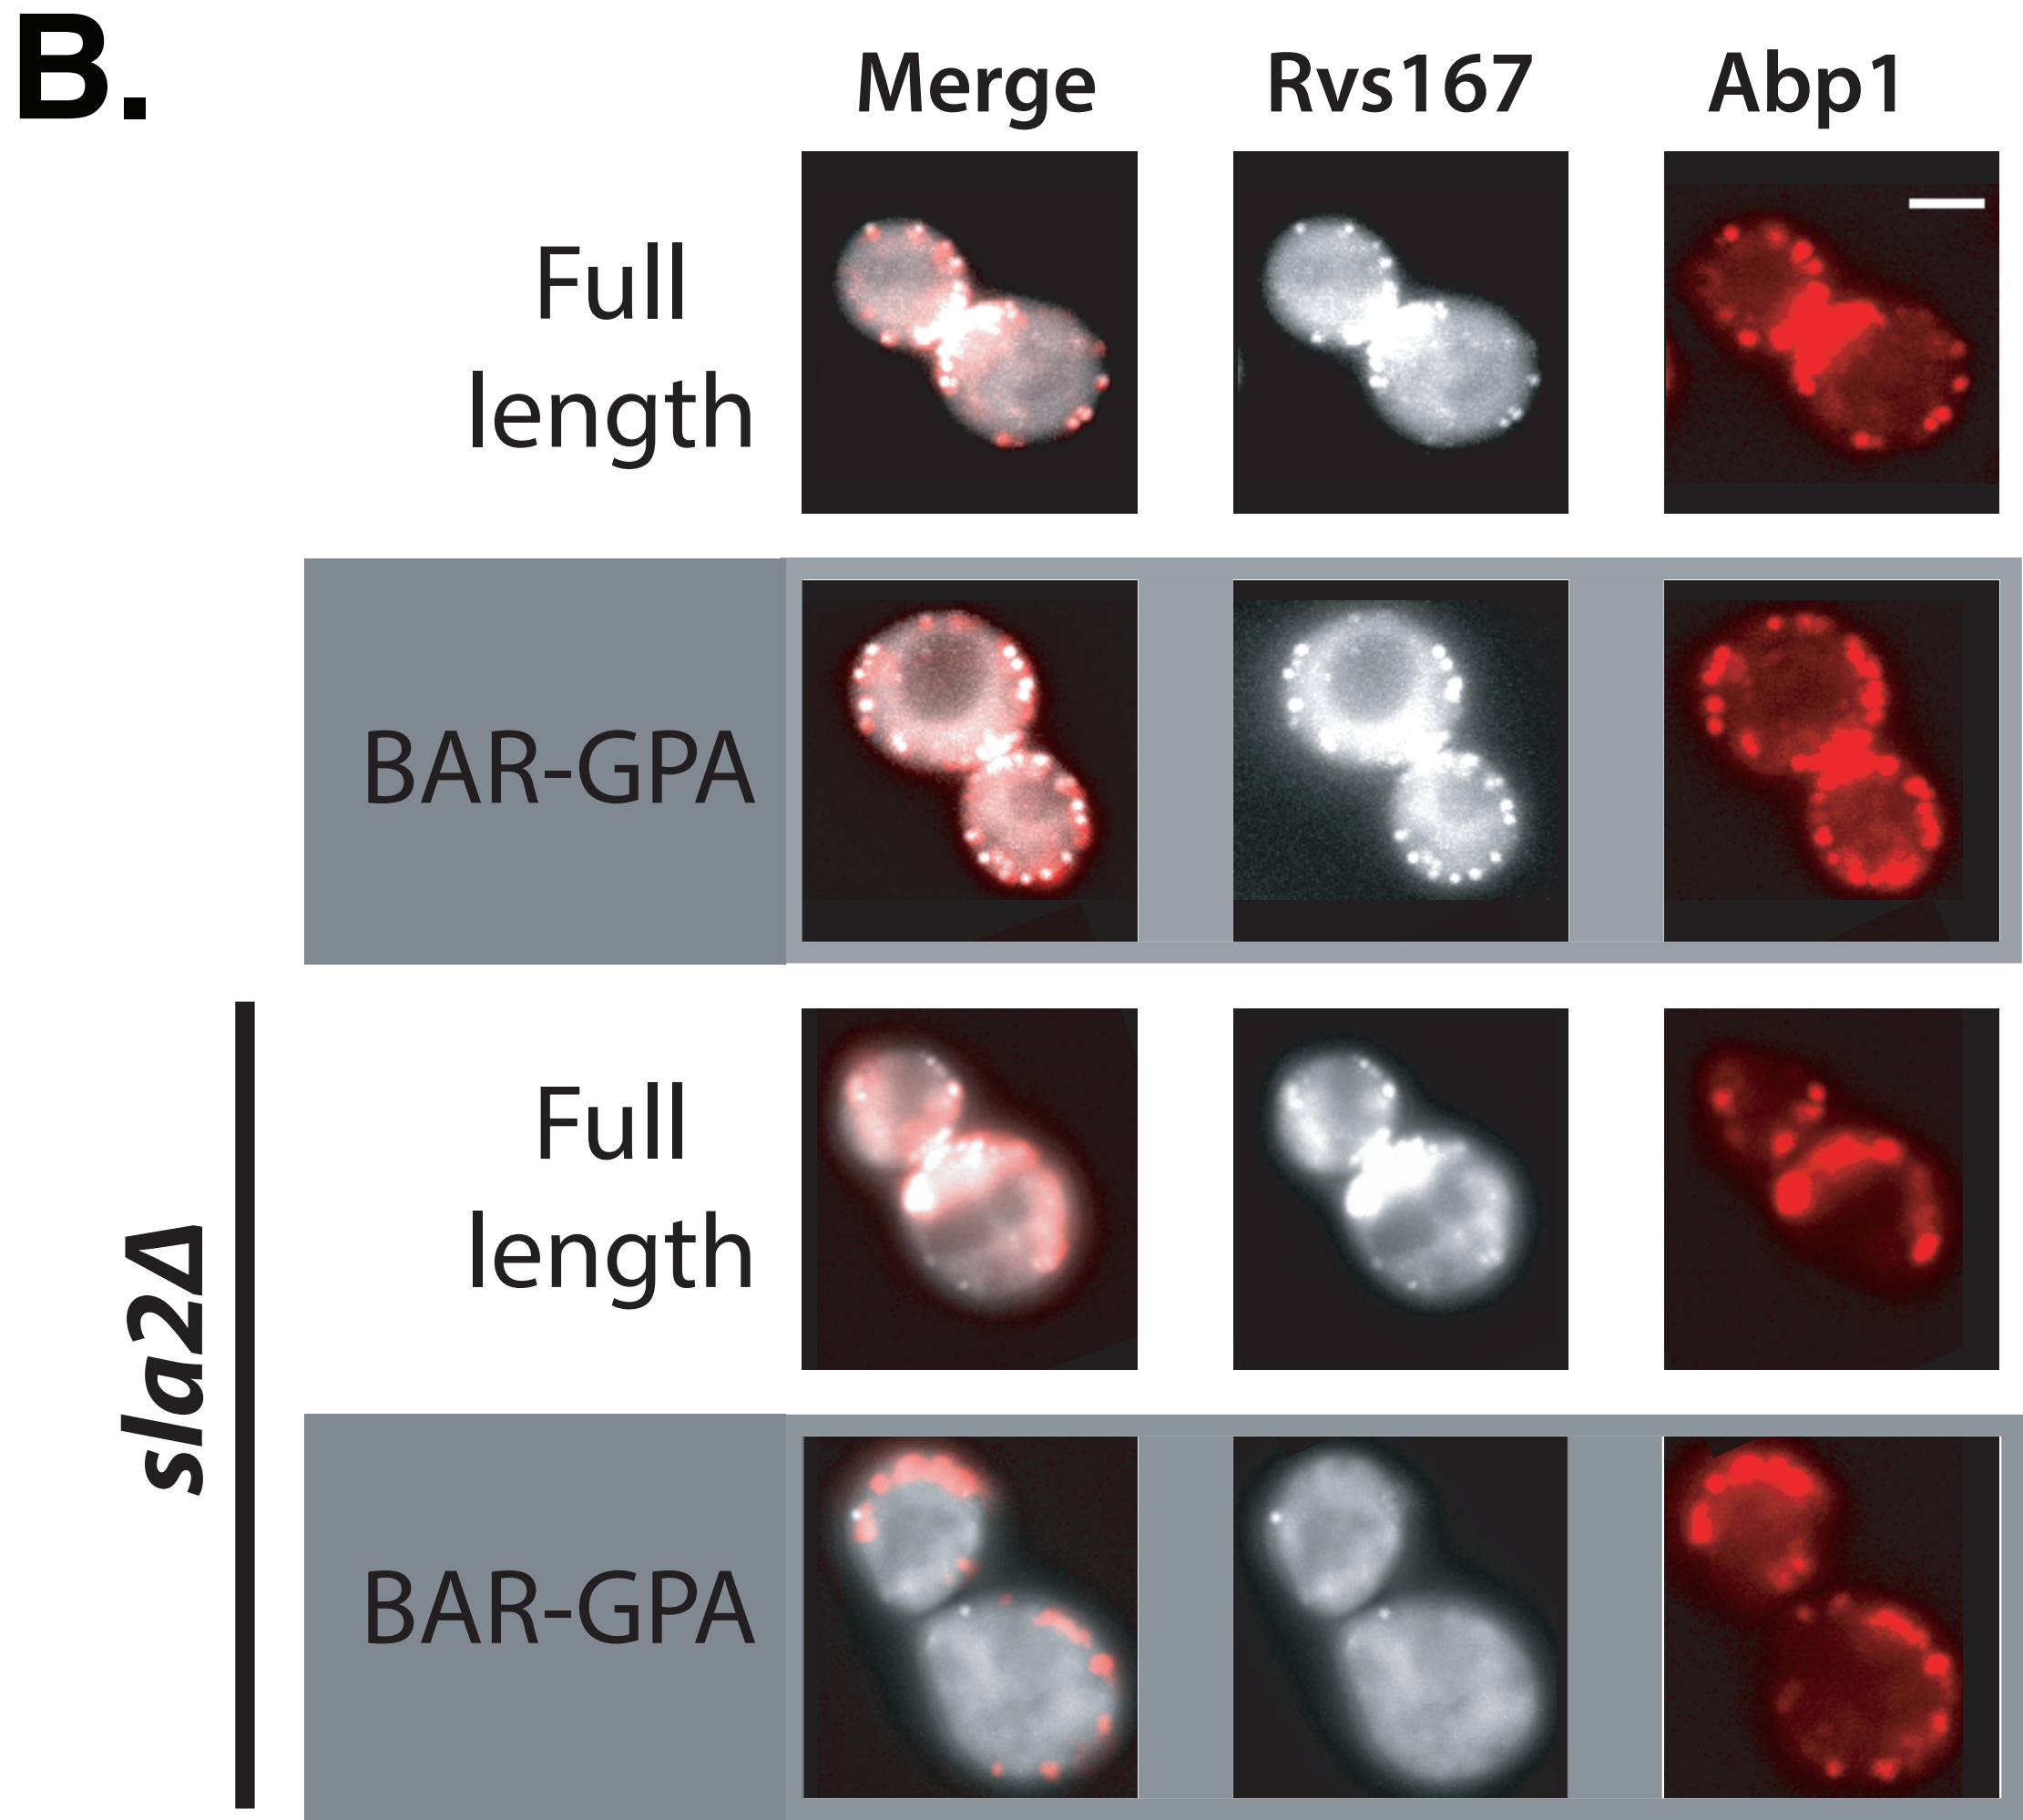 B.
Merge Rvs167 Abp1
Full
length
BAR-GPA
sla2Δ
Full
length
BAR-GPA